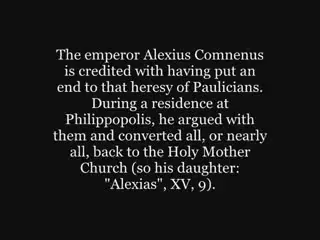 The emperor Alexius Comnenus
is credited with having put an
end to that heresy of Paulicians.
During a residence at
Philippopolis, he argued with
them and converted all, or nearly
all, back to the Holy Mother
Church (so his daughter:
"Alexias", XV, 9).